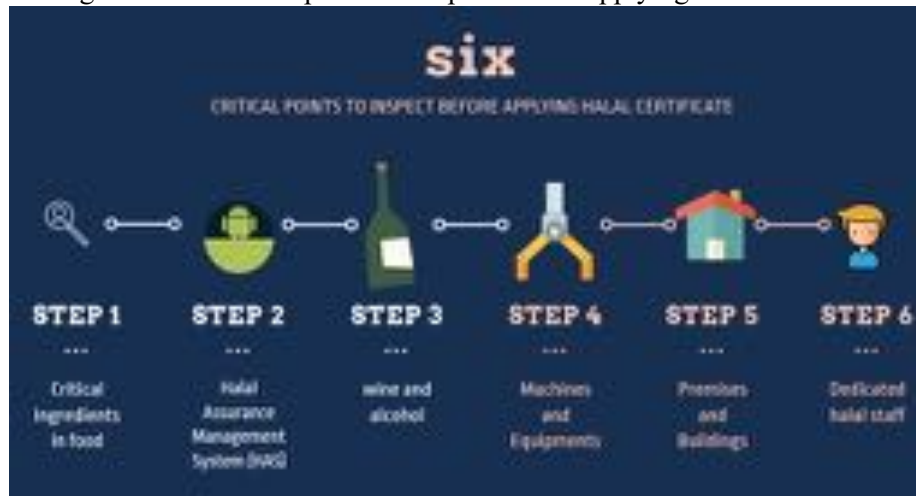 six
CRITICAL POINTS TO INSPECT BEFORE APPLYING HALAL CERTIFICATE
STEP 1
...
Critical
ingredients
in food
STEP 2
...
Halal
Assurance
Management
System (HAS)
STEP 3
...
wine and
alcohol
STEP 4
...
Machines
and
Equipments
STEP 5
...
Premises
and
Buildings
STEP 6
...
Dedicated
halal staff